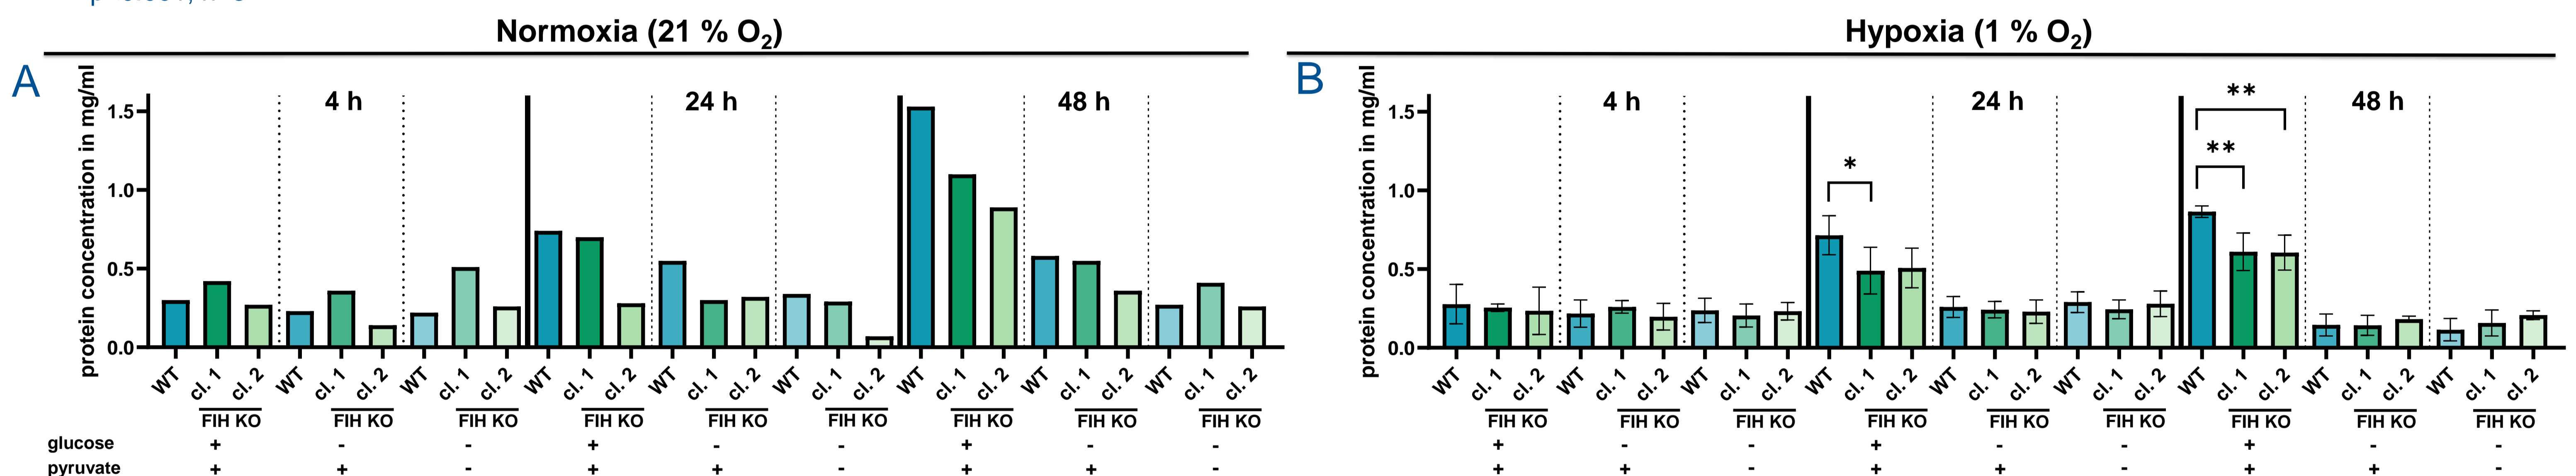 Normoxia (21 % O2)
Hypoxia (1 % O2)
A
protein concentration in mg/ml
4 h
24 h
48 h
1.5
1.0
0.5
0.0
WT cl. 1 cl. 2 WT cl. 1 cl. 2 WT cl. 1 cl. 2 WT cl. 1 cl. 2 WT cl. 1 cl. 2 WT cl. 1 cl. 2 WT cl. 1 cl. 2 WT cl. 1 cl. 2 WT cl. 1 cl. 2
FIH KO FIH KO FIH KO FIH KO FIH KO FIH KO FIH KO FIH KO FIH KO
glucose + - - + - - + - -
pyruvate + + - + + - + + -
B
protein concentration in mg/ml
4 h
24 h
48 h
**
**
*
1.5
1.0
0.5
0.0
WT cl. 1 cl. 2 WT cl. 1 cl. 2 WT cl. 1 cl. 2 WT cl. 1 cl. 2 WT cl. 1 cl. 2 WT cl. 1 cl. 2 WT cl. 1 cl. 2 WT cl. 1 cl. 2 WT cl. 1 cl. 2
FIH KO FIH KO FIH KO FIH KO FIH KO FIH KO FIH KO FIH KO FIH KO
+ - - + - - + - -
+ + - + + - + + -